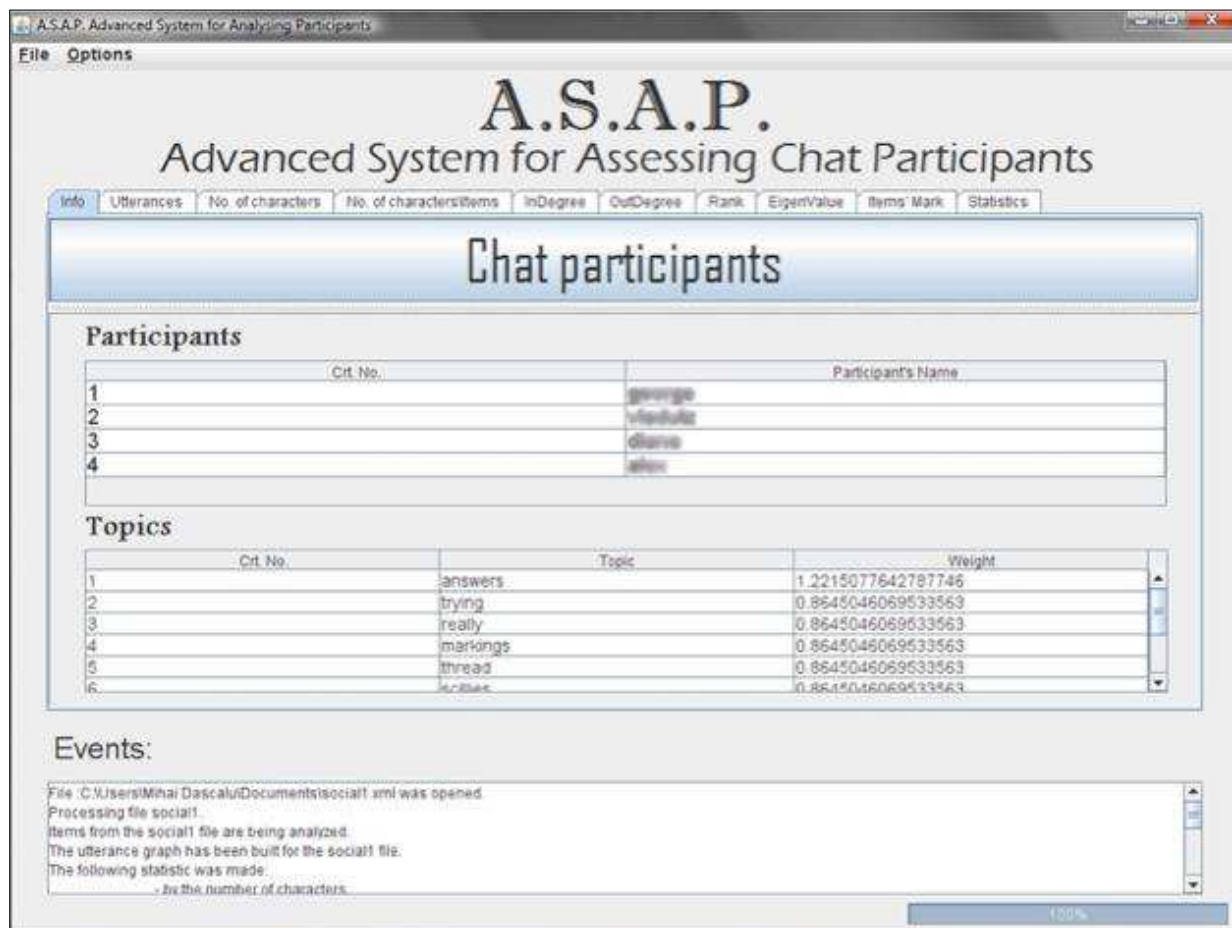 A.S.A.P. Advanced System for Analysing Participants
File Options
A.S.A.P.
Advanced System for Assessing Chat Participants
Info Utterances No. of characters No. of characters/items InDegree OutDegree Rank EigenValue Items' Mark Statistics
Chat participants
Participants
Crt. No. Participant's Name
1
2
3
4
Topics
Crt. No. Topic Weight
1 answers 1.2215077642787746
2 trying 0.8645046069533563
3 really 0.8645046069533563
4 markings 0.8645046069533563
5 thread 0.8645046069533563
6 0.8645046069533563
Events:
File :C:\Users\Mihai Dascalu\Documents\social1.xml was opened.
Processing file social1.
Items from the social1 file are being analyzed.
The utterance graph has been built for the social1 file.
The following statistic was made:
- by the number of characters
100%